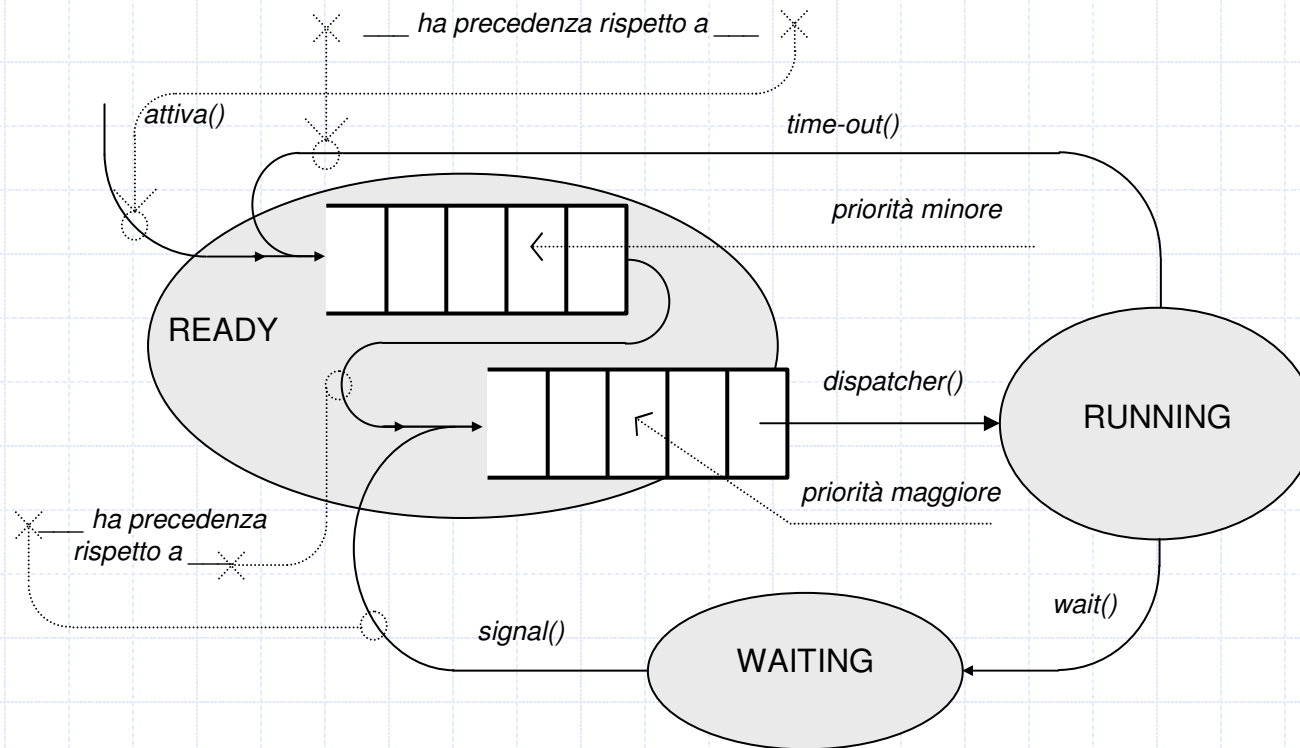 ___ ha precedenza rispetto a ___
attiva()
time-out()
priorità minore
READY
dispatcher()
RUNNING
priorità maggiore
___ ha precedenza
rispetto a ___
wait()
signal()
WAITING